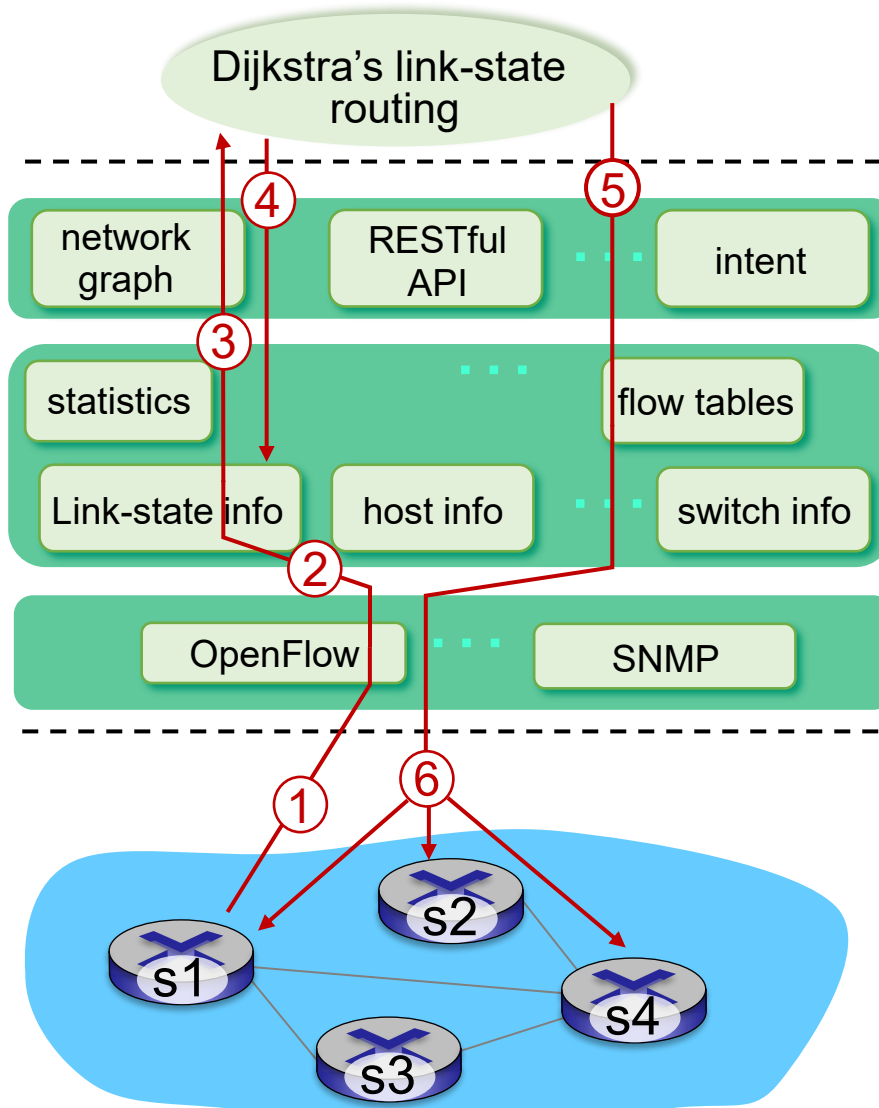 Dijkstra’s link-state
routing
4
5
network
graph
RESTful
API
intent
3
statistics
flow tables
Link-state info
host info
switch info
2
OpenFlow
SNMP
1
6
s2
s1
s4
s3